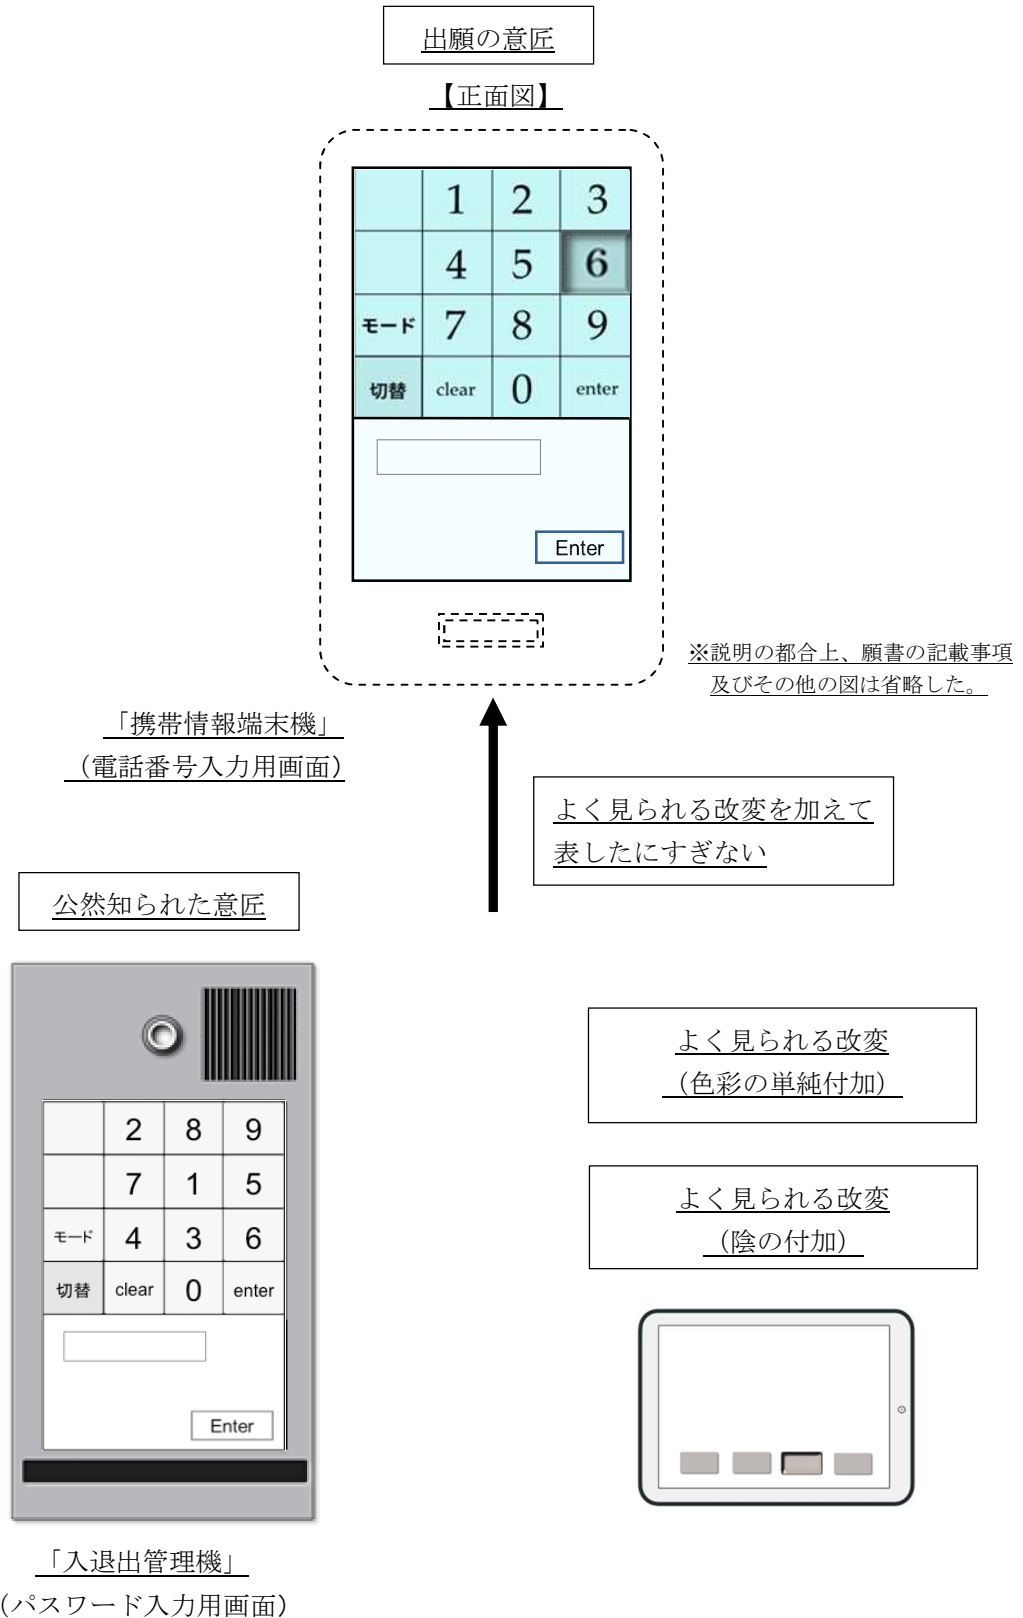 出願の意匠
【正面図】
1 2 3
4 5 6
モード 7 8 9
切替 clear 0 enter
Enter
※説明の都合上、願書の記載事項
及びその他の図は省略した。
「携帯情報端末機」
（電話番号入力用画面）
よく見られる改変を加えて
表したにすぎない
公然知られた意匠
2 8 9
7 1 5
モード 4 3 6
切替 clear 0 enter
Enter
「入退出管理機」
（パスワード入力用画面）
よく見られる改変
（色彩の単純付加）
よく見られる改変
（陰の付加）